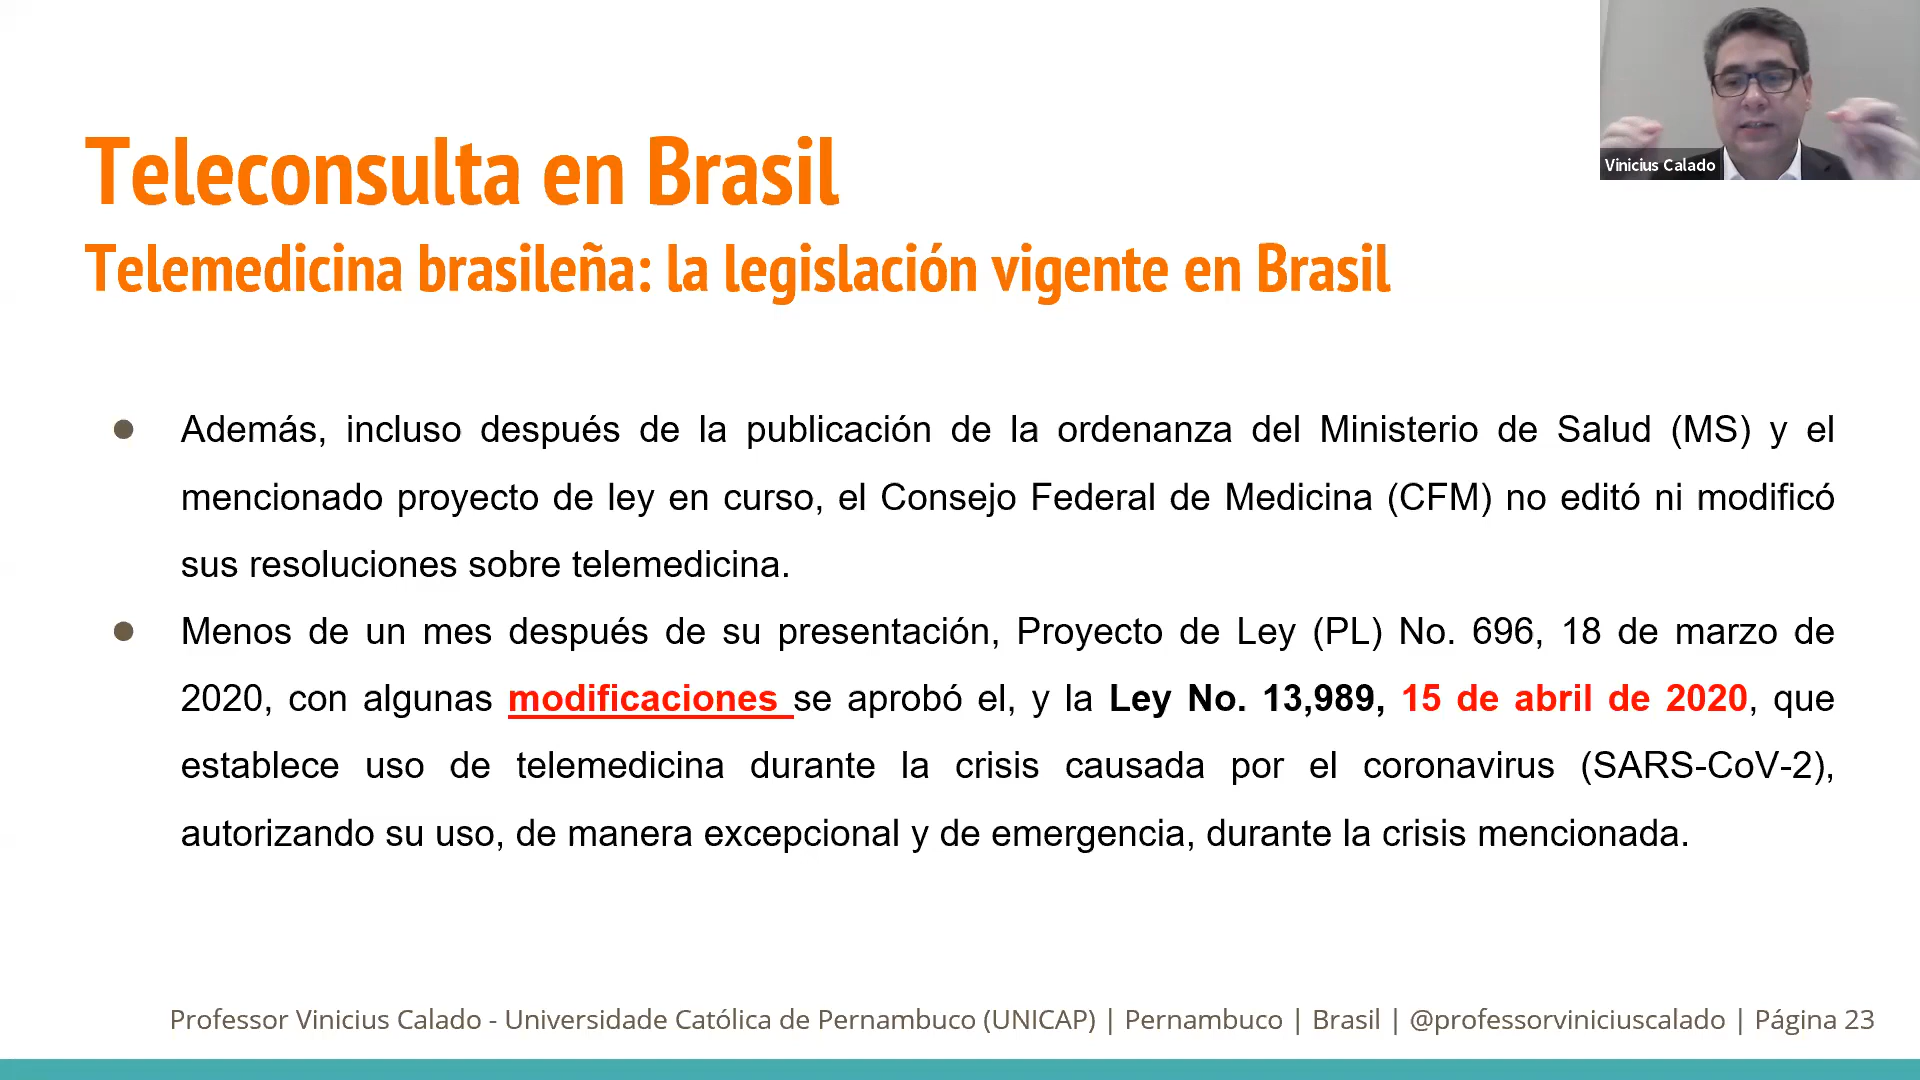 Vinicius Calado
Teleconsulta en Brasil
Telemedicina brasileña: la legislación vigente en Brasil
● Además, incluso después de la publicación de la ordenanza del Ministerio de Salud (MS) y el
mencionado proyecto de ley en curso, el Consejo Federal de Medicina (CFM) no editó ni modificó
sus resoluciones sobre telemedicina.
● Menos de un mes después de su presentación, Proyecto de Ley (PL) No. 696, 18 de marzo de
2020, con algunas modificaciones se aprobó el, y la Ley No. 13,989, 15 de abril de 2020, que
establece uso de telemedicina durante la crisis causada por el coronavirus (SARS-CoV-2),
autorizando su uso, de manera excepcional y de emergencia, durante la crisis mencionada.
Professor Vinicius Calado - Universidade Católica de Pernambuco (UNICAP) | Pernambuco | Brasil | @professorviniciuscalado | Página 23